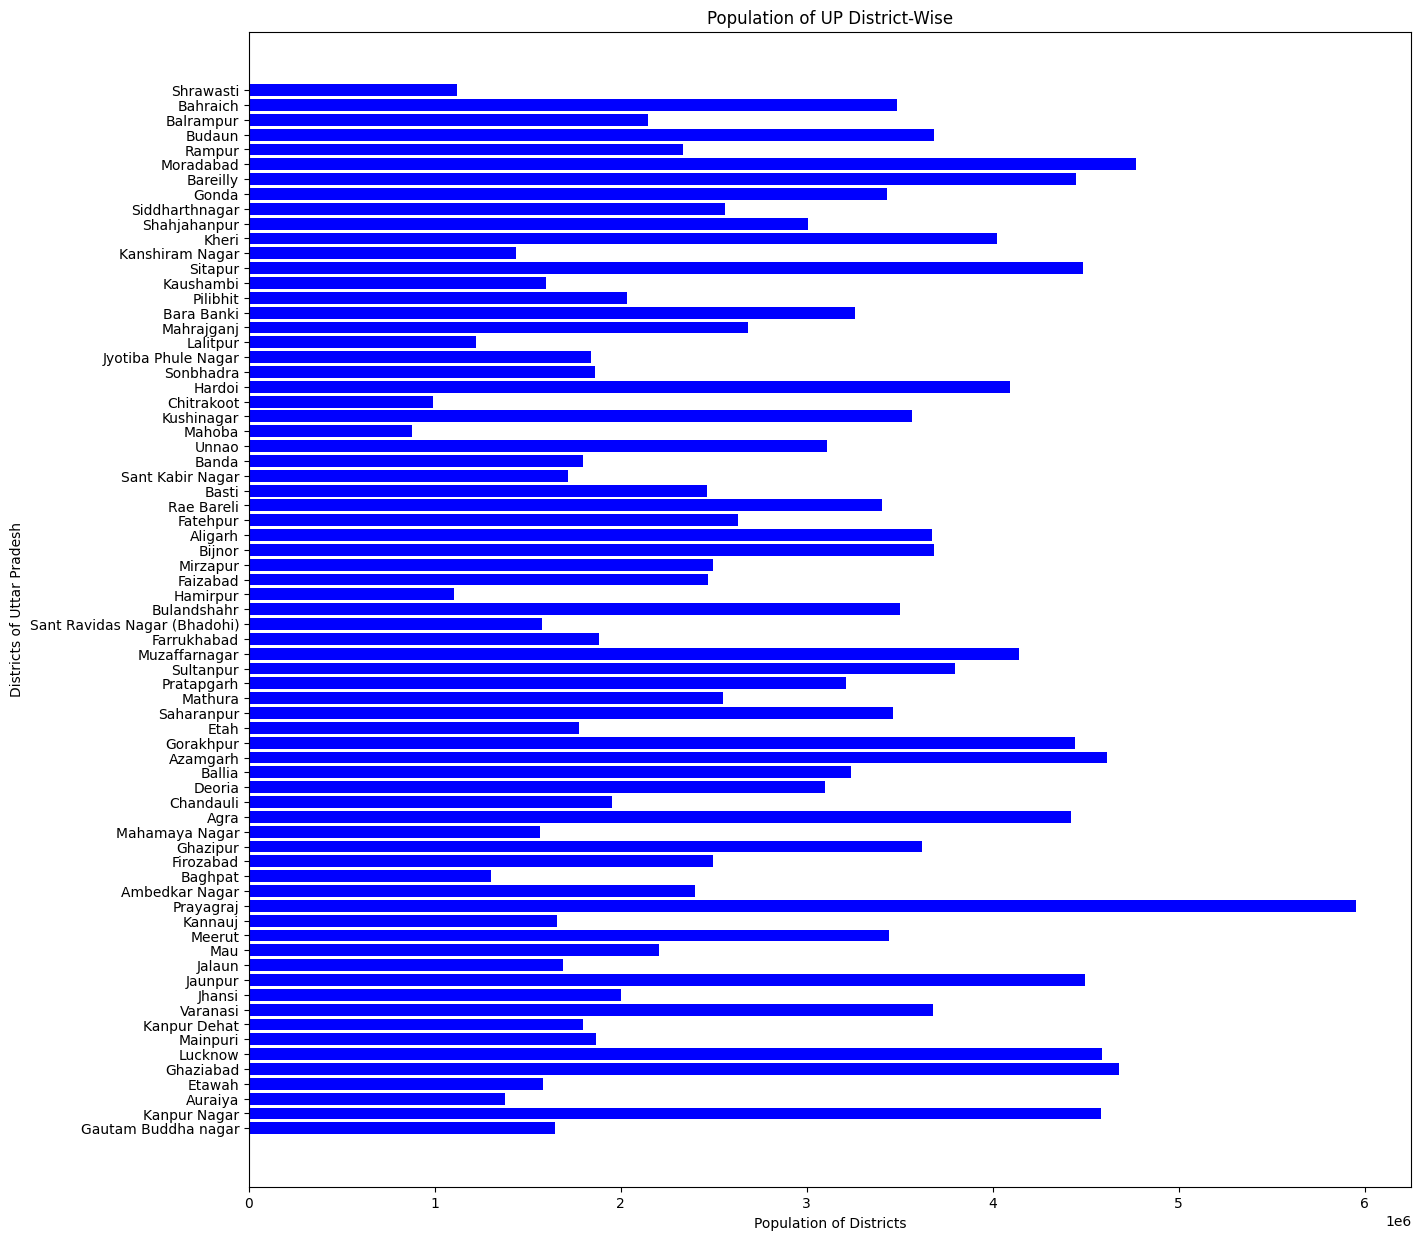 Population of UP District-Wise
Shrawasti
Bahraich
Balrampur
Budaun
Rampur
Moradabad
Bareilly
Gonda
Siddharthnagar
Shahjahanpur
Kheri
Kanshiram Nagar
Sitapur
Kaushambi
Pilibhit
Bara Banki
Mahrajganj
Lalitpur
Jyotiba Phule Nagar
Sonbhadra
Hardoi
Chitrakoot
Kushinagar
Mahoba
Unnao
Banda
Sant Kabir Nagar
Basti
Rae Bareli
Fatehpur
Aligarh
Bijnor
Mirzapur
Faizabad
Hamirpur
Bulandshahr
Sant Ravidas Nagar (Bhadohi)
Farrukhabad
Muzaffarnagar
Sultanpur
Pratapgarh
Mathura
Saharanpur
Etah
Gorakhpur
Azamgarh
Ballia
Deoria
Chandauli
Agra
Mahamaya Nagar
Ghazipur
Firozabad
Baghpat
Ambedkar Nagar
Prayagraj
Kannauj
Meerut
Mau
Jalaun
Jaunpur
Jhansi
Varanasi
Kanpur Dehat
Mainpuri
Lucknow
Ghaziabad
Etawah
Auraiya
Kanpur Nagar
Gautam Buddha nagar
Districts of Uttar Pradesh
0 1 2 3 4 5 6
1e6
Population of Districts